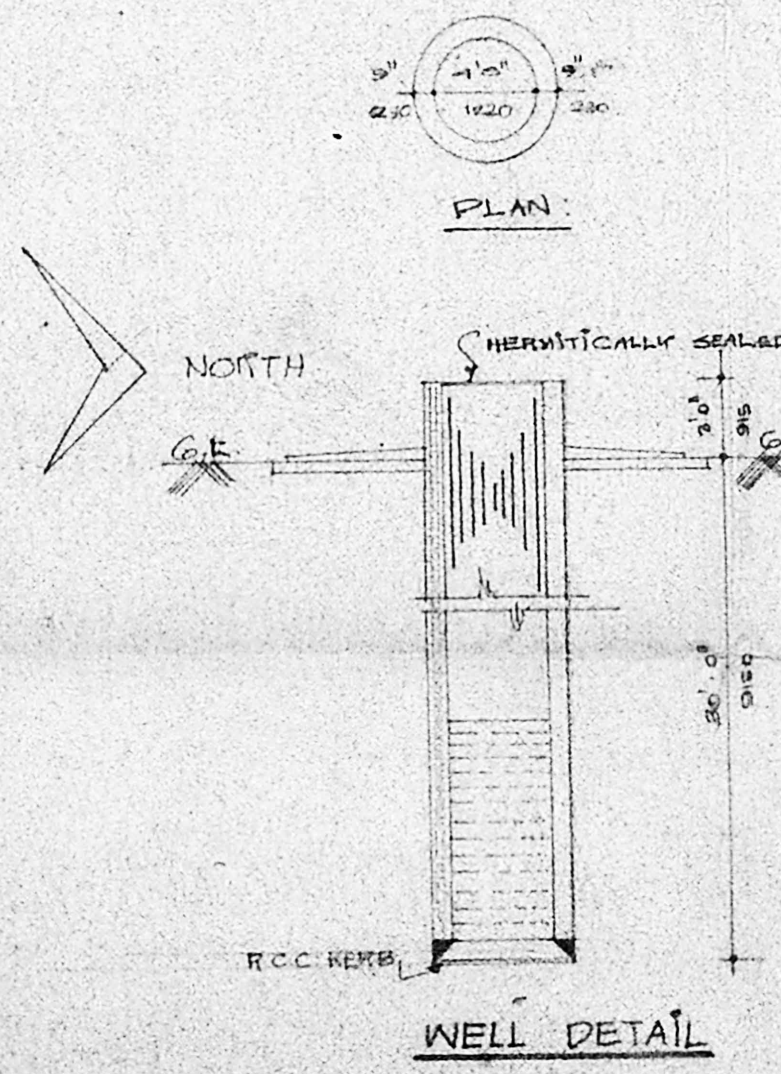 9" 4'0" 9"
230 1220 230
PLAN
NORTH
HERMITICALLY SEALED
3'0"
915
G.L.
30'.0"
9150
R.C.C. KERB
WELL DETAIL